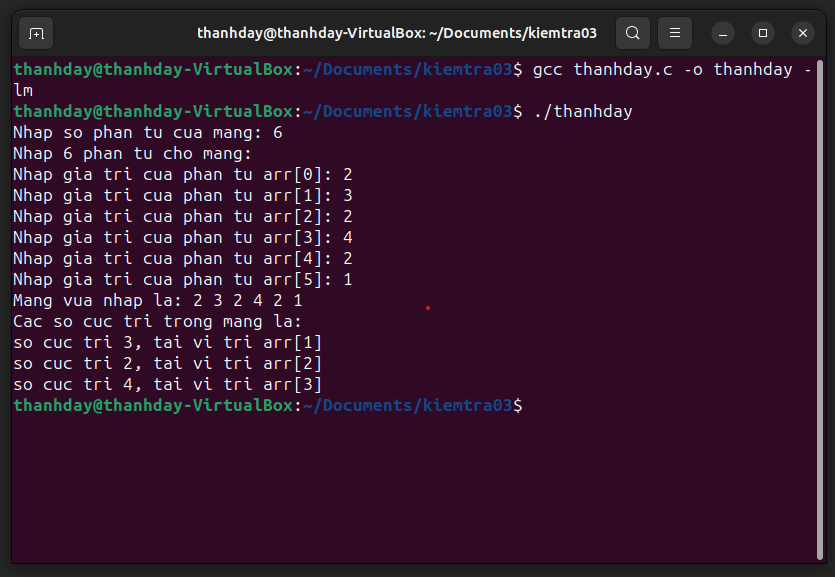 thanhday@thanhday-VirtualBox: ~/Documents/kiemtra03
thanhday@thanhday-VirtualBox:~/Documents/kiemtra03$ gcc thanhday.c -o thanhday -
lm
thanhday@thanhday-VirtualBox:~/Documents/kiemtra03$ ./thanhday
Nhap so phan tu cua mang: 6
Nhap 6 phan tu cho mang:
Nhap gia tri cua phan tu arr[0]: 2
Nhap gia tri cua phan tu arr[1]: 3
Nhap gia tri cua phan tu arr[2]: 2
Nhap gia tri cua phan tu arr[3]: 4
Nhap gia tri cua phan tu arr[4]: 2
Nhap gia tri cua phan tu arr[5]: 1
Mang vua nhap la: 2 3 2 4 2 1
Cac so cuc tri trong mang la:
so cuc tri 3, tai vi tri arr[1]
so cuc tri 2, tai vi tri arr[2]
so cuc tri 4, tai vi tri arr[3]
thanhday@thanhday-VirtualBox:~/Documents/kiemtra03$